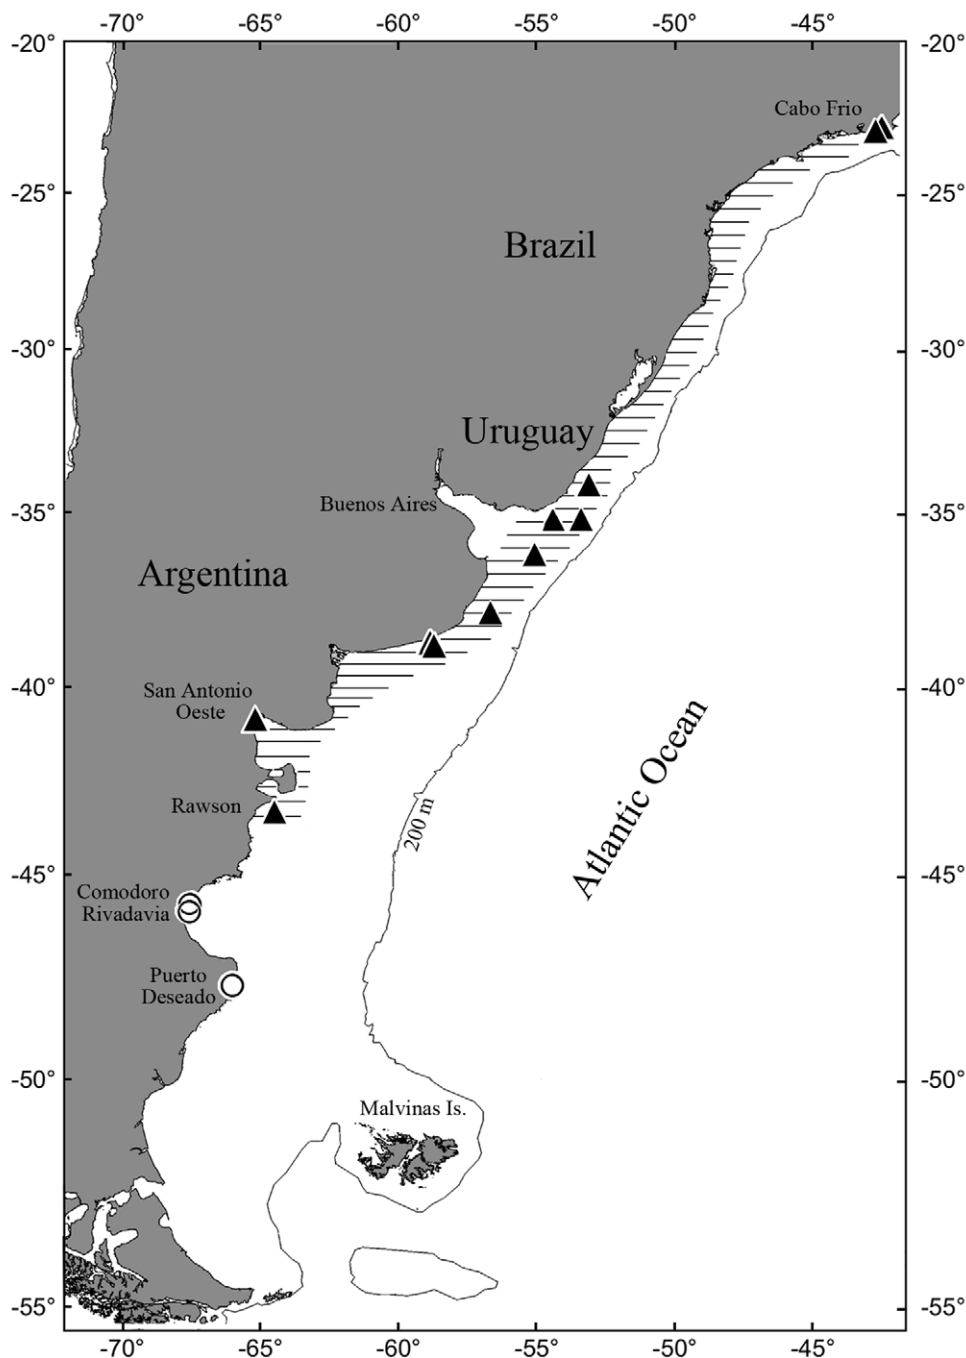 -70° -65° -60° -55° -50° -45°
-20° -20°
Cabo Frio
-25° -25°
Brazil
-30° -30°
Uruguay
Buenos Aires
-35° -35°
Argentina
-40° -40°
San Antonio
Oeste
Atlantic Ocean
Rawson
200 m
-45° -45°
Comodoro
Rivadavia
Puerto
Deseado
-50° -50°
Malvinas Is.
-55° -55°
-70° -65° -60° -55° -50° -45°